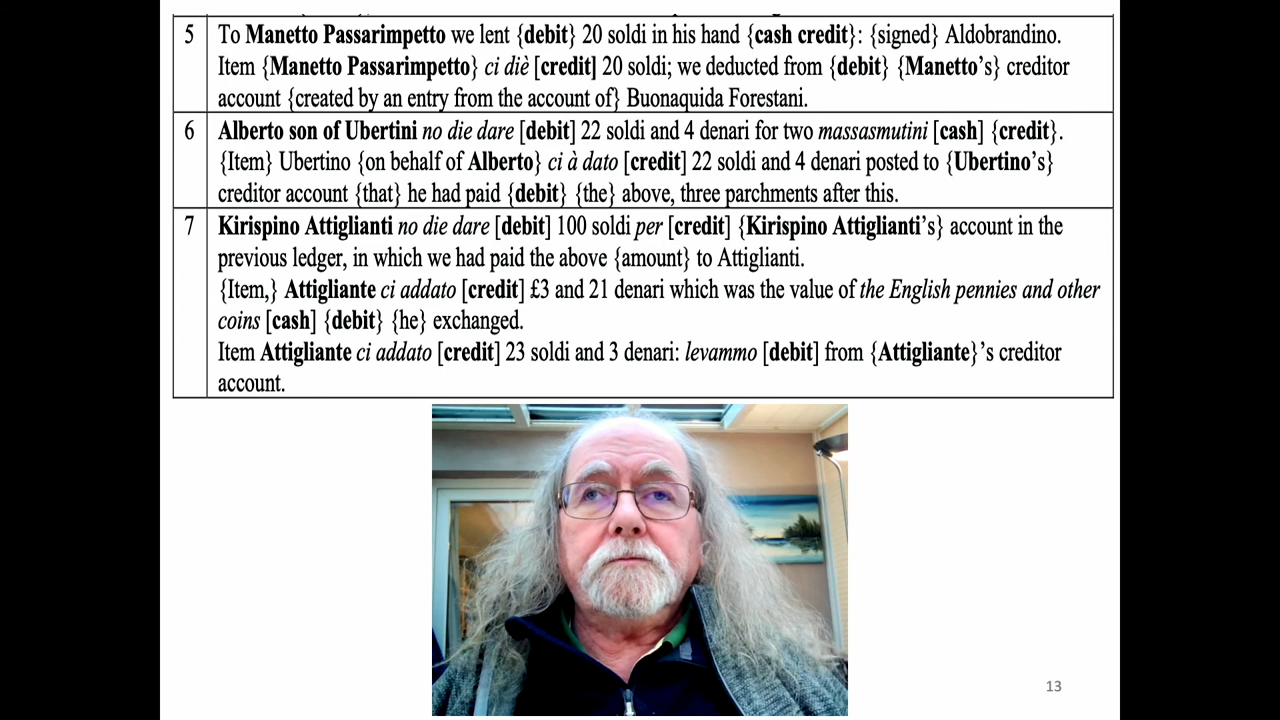 5 To Manetto Passarimpetto we lent {debit} 20 soldi in his hand {cash credit}: {signed} Aldobrandino.
Item {Manetto Passarimpetto} ci diè [credit] 20 soldi; we deducted from {debit} {Manetto’s} creditor
account {created by an entry from the account of} Buonaquida Forestani.
6 Alberto son of Ubertini no die dare [debit] 22 soldi and 4 denari for two massasmutini [cash] {credit}.
{Item} Ubertino {on behalf of Alberto} ci à dato [credit] 22 soldi and 4 denari posted to {Ubertino’s}
creditor account {that} he had paid {debit} {the} above, three parchments after this.
7 Kirispino Attiglianti no die dare [debit] 100 soldi per [credit] {Kirispino Attiglianti’s} account in the
previous ledger, in which we had paid the above {amount} to Attiglianti.
{Item,} Attigliante ci addato [credit] £3 and 21 denari which was the value of the English pennies and other
coins [cash] {debit} {he} exchanged.
Item Attigliante ci addato [credit] 23 soldi and 3 denari: levammo [debit] from {Attigliante}’s creditor
account.
13